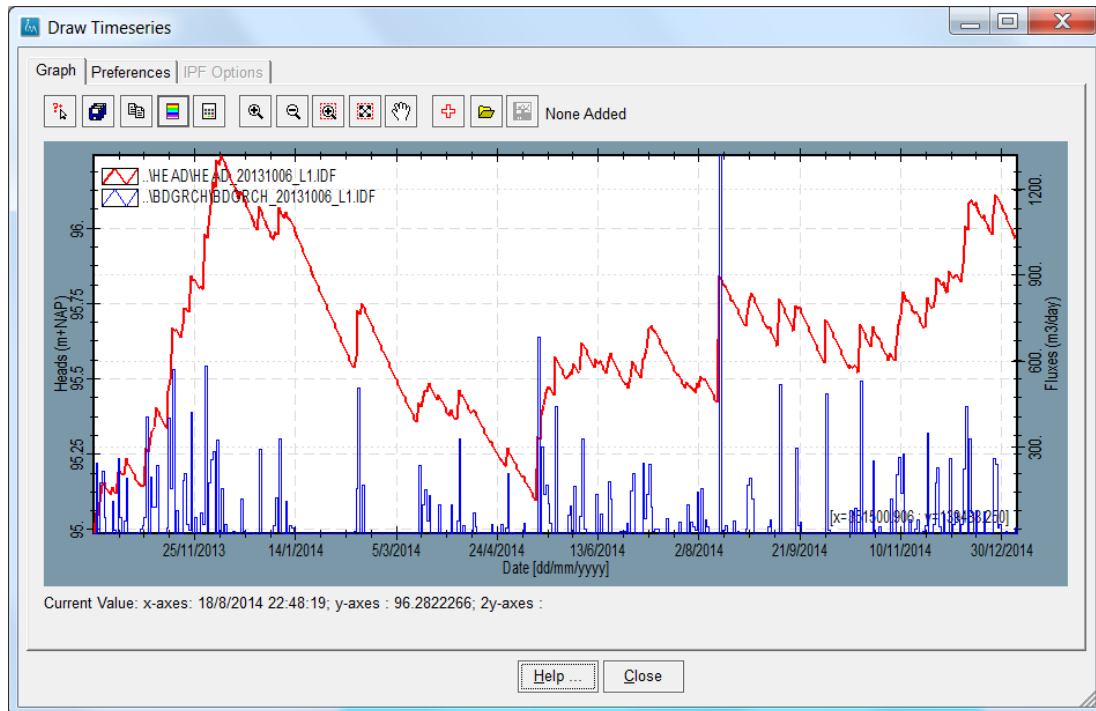 Draw Timeseries
Graph Preferences IPF Options
None Added
..\HEAD\HEAD_20131006_L1.IDF
..\BDGRCH\BDGRCH_20131006_L1.IDF
Heads (m+NAP)
96.
95.75
95.5
95.25
95.
Fluxes (m3/day)
1200.
900.
600.
300.
25/11/2013 14/1/2014 5/3/2014 24/4/2014 13/6/2014 2/8/2014 21/9/2014 10/11/2014 30/12/2014
Date [dd/mm/yyyy]
Current Value: x-axes: 18/8/2014 22:48:19; y-axes : 96.2822266; 2y-axes :
Help ... Close